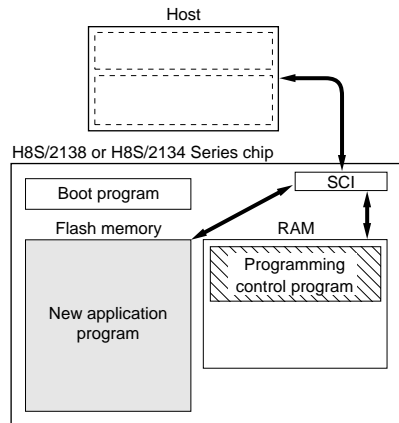 Host
H8S/2138 or H8S/2134 Series chip
SCI
Boot program
Flash memory
RAM
Programming
control program
New application
program